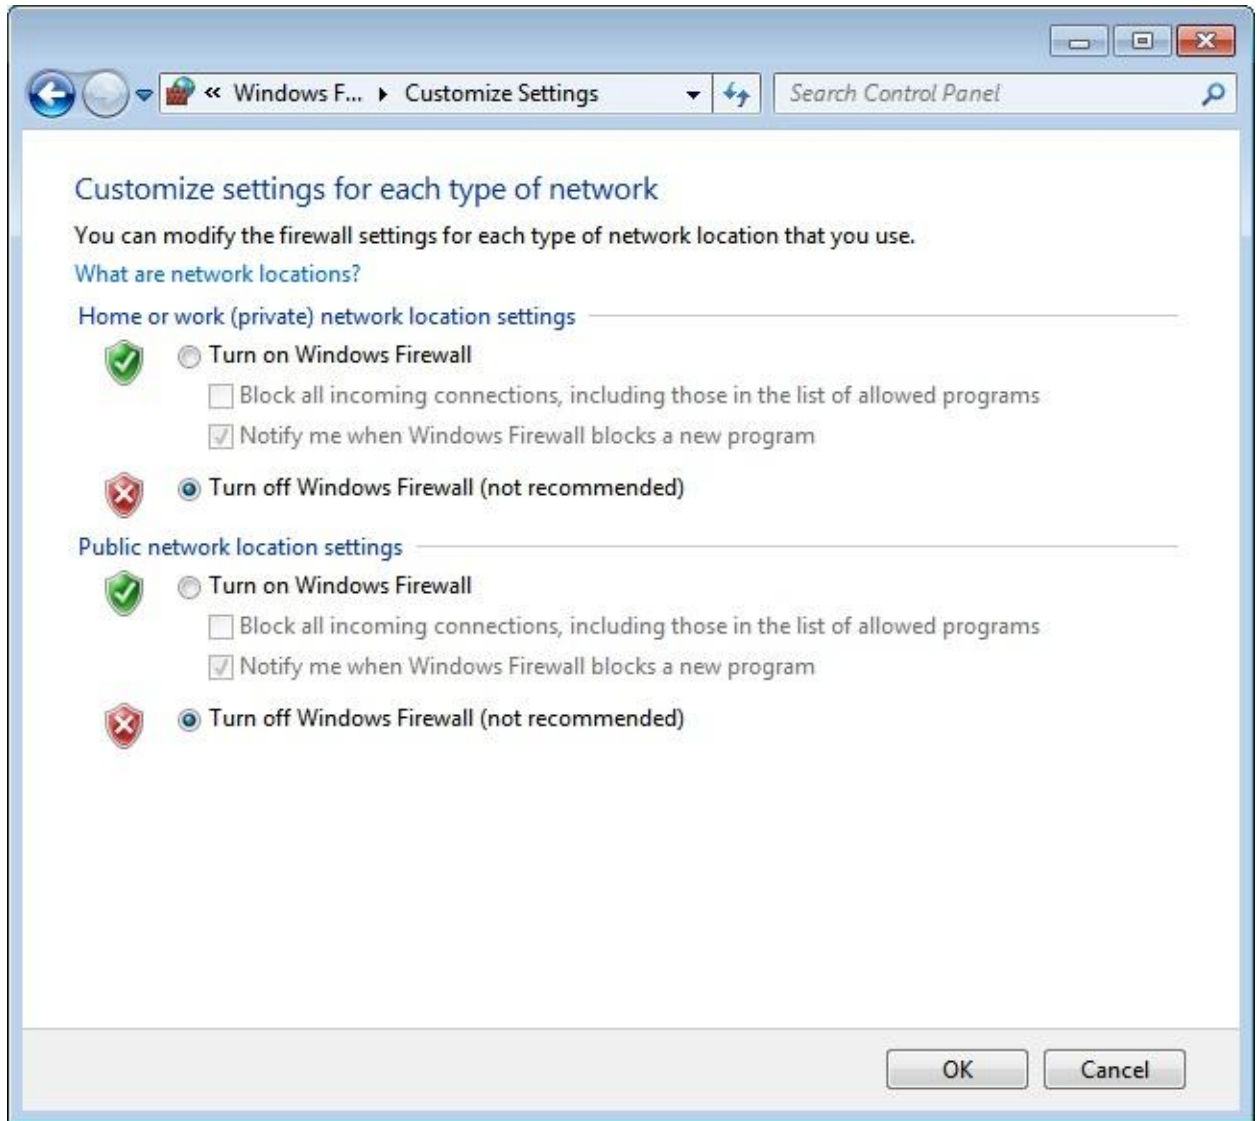 « Windows F... ▸ Customize Settings
Search Control Panel
Customize settings for each type of network
You can modify the firewall settings for each type of network location that you use.
What are network locations?
Home or work (private) network location settings
Turn on Windows Firewall
Block all incoming connections, including those in the list of allowed programs
Notify me when Windows Firewall blocks a new program
Turn off Windows Firewall (not recommended)
Public network location settings
Turn on Windows Firewall
Block all incoming connections, including those in the list of allowed programs
Notify me when Windows Firewall blocks a new program
Turn off Windows Firewall (not recommended)
OK Cancel